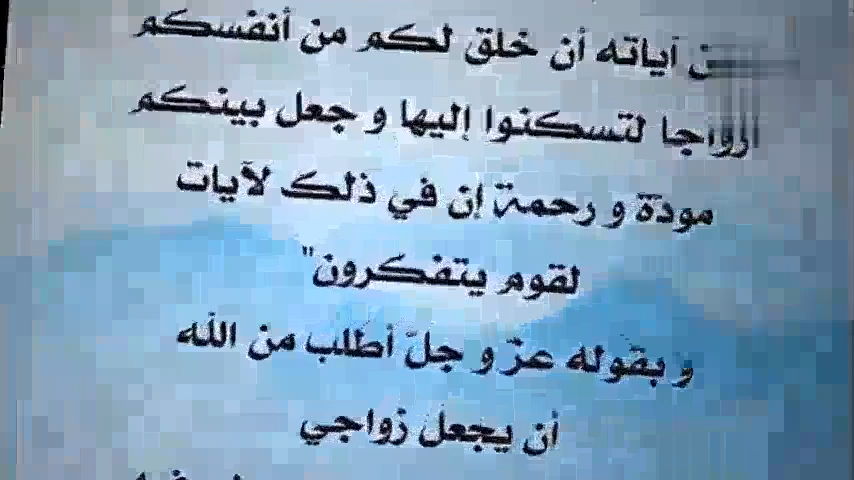 آياته أن خلق لكم من أنفسكم
ازواجا لتسكنوا إليها و جعل بينكم
مودة و رحمة إن في ذلك لآيات
لقوم يتفكرون"
و بقوله عزّ و جلّ أطلب من الله
أن يجعل زواجي